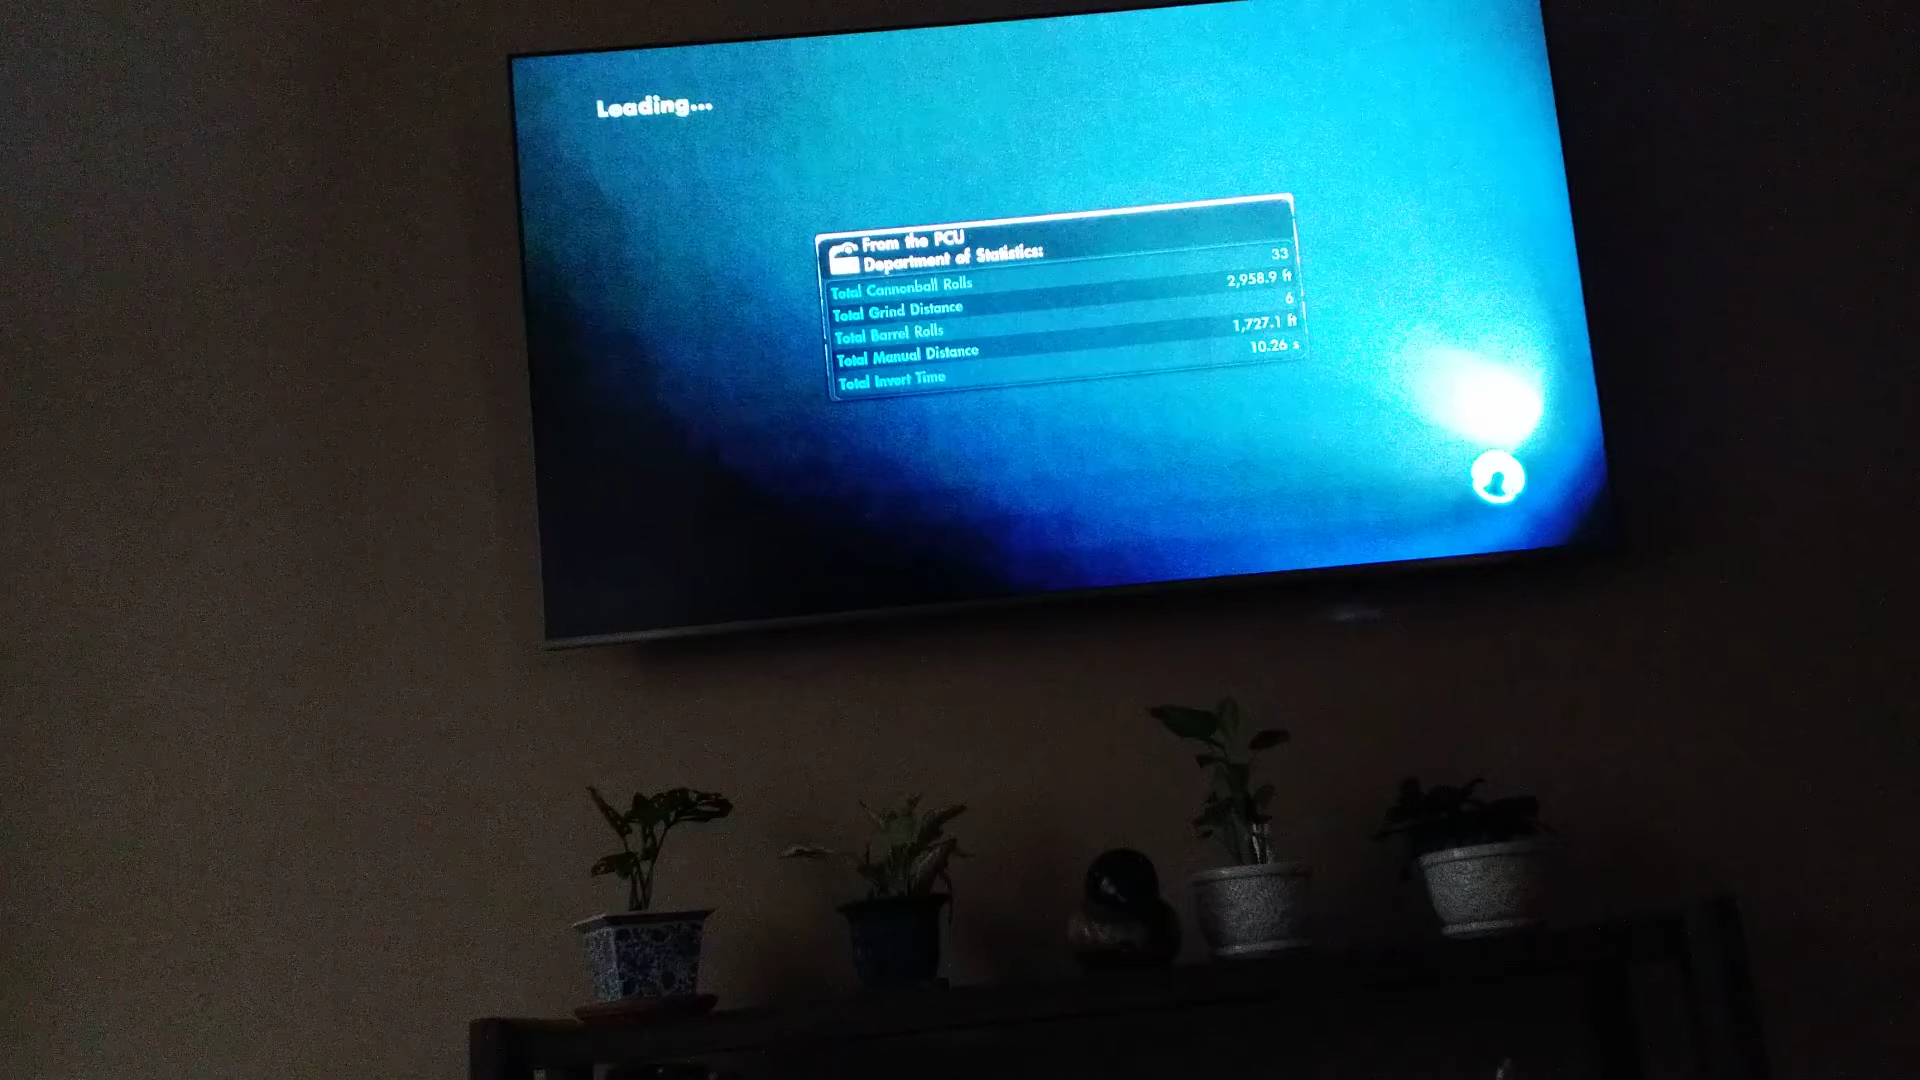 Loading...
From the PCU
Department of Statistics:
Total Cannonball Rolls 33
Total Grind Distance 2,958.9 ft
Total Barrel Rolls 6
Total Manual Distance 1,727.1 ft
Total Invert Time 10.26 s